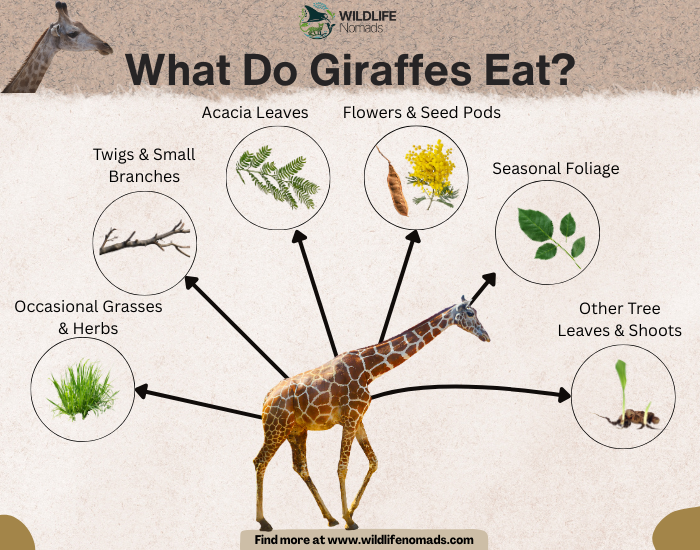 WILDLIFE
Nomads
What Do Giraffes Eat?
Acacia Leaves
Flowers & Seed Pods
Twigs & Small
Branches
Seasonal Foliage
Occasional Grasses
& Herbs
Other Tree
Leaves & Shoots
Find more at www.wildlifenomads.com